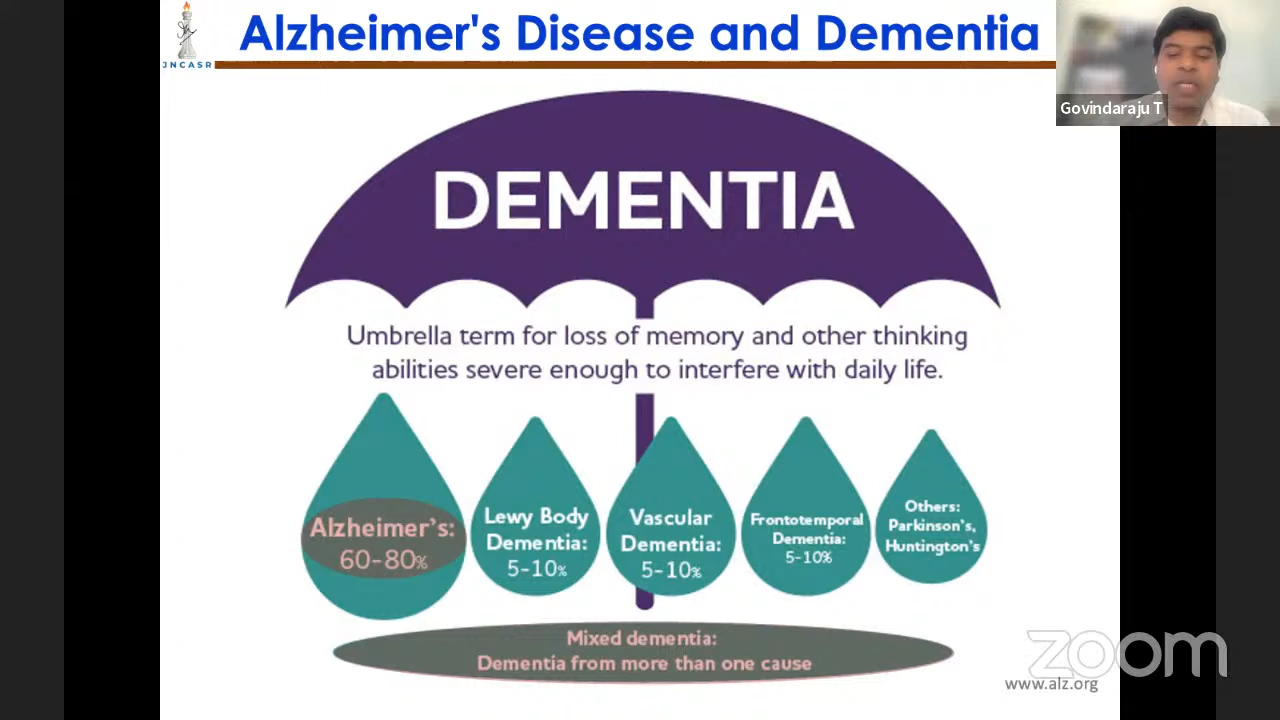 Alzheimer's Disease and Dementia
JNCASR
Govindaraju T
DEMENTIA
Umbrella term for loss of memory and other thinking
abilities severe enough to interfere with daily life.
Alzheimer's:
60-80%
Lewy Body
Dementia:
5-10%
Vascular
Dementia:
5-10%
Frontotemporal
Dementia:
5-10%
Others:
Parkinson's,
Huntington's
Mixed dementia:
Dementia from more than one cause
zoom
www.alz.org